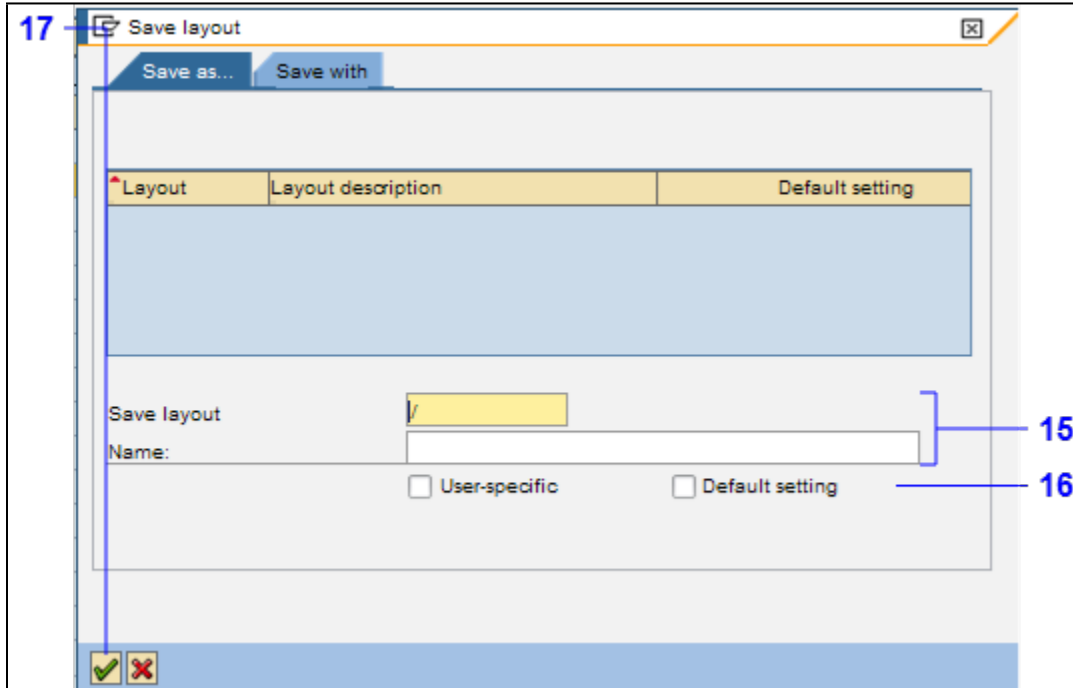 17
Save layout
Save as... Save with
Layout Layout description Default setting
Save layout /
15
Name:
User-specific Default setting 16